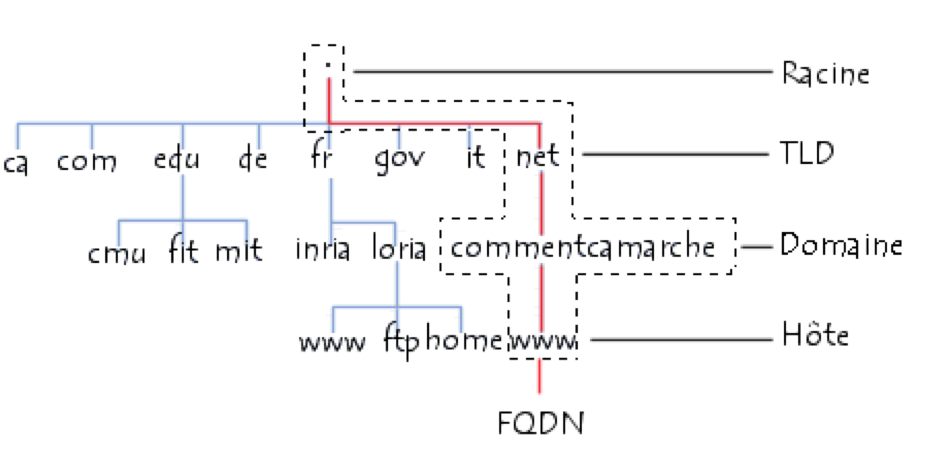 . Racine
ca com edu de fr gov it net TLD
cmu fit mit inria loria commentcamarche Domaine
www ftp home www Hôte
FQDN